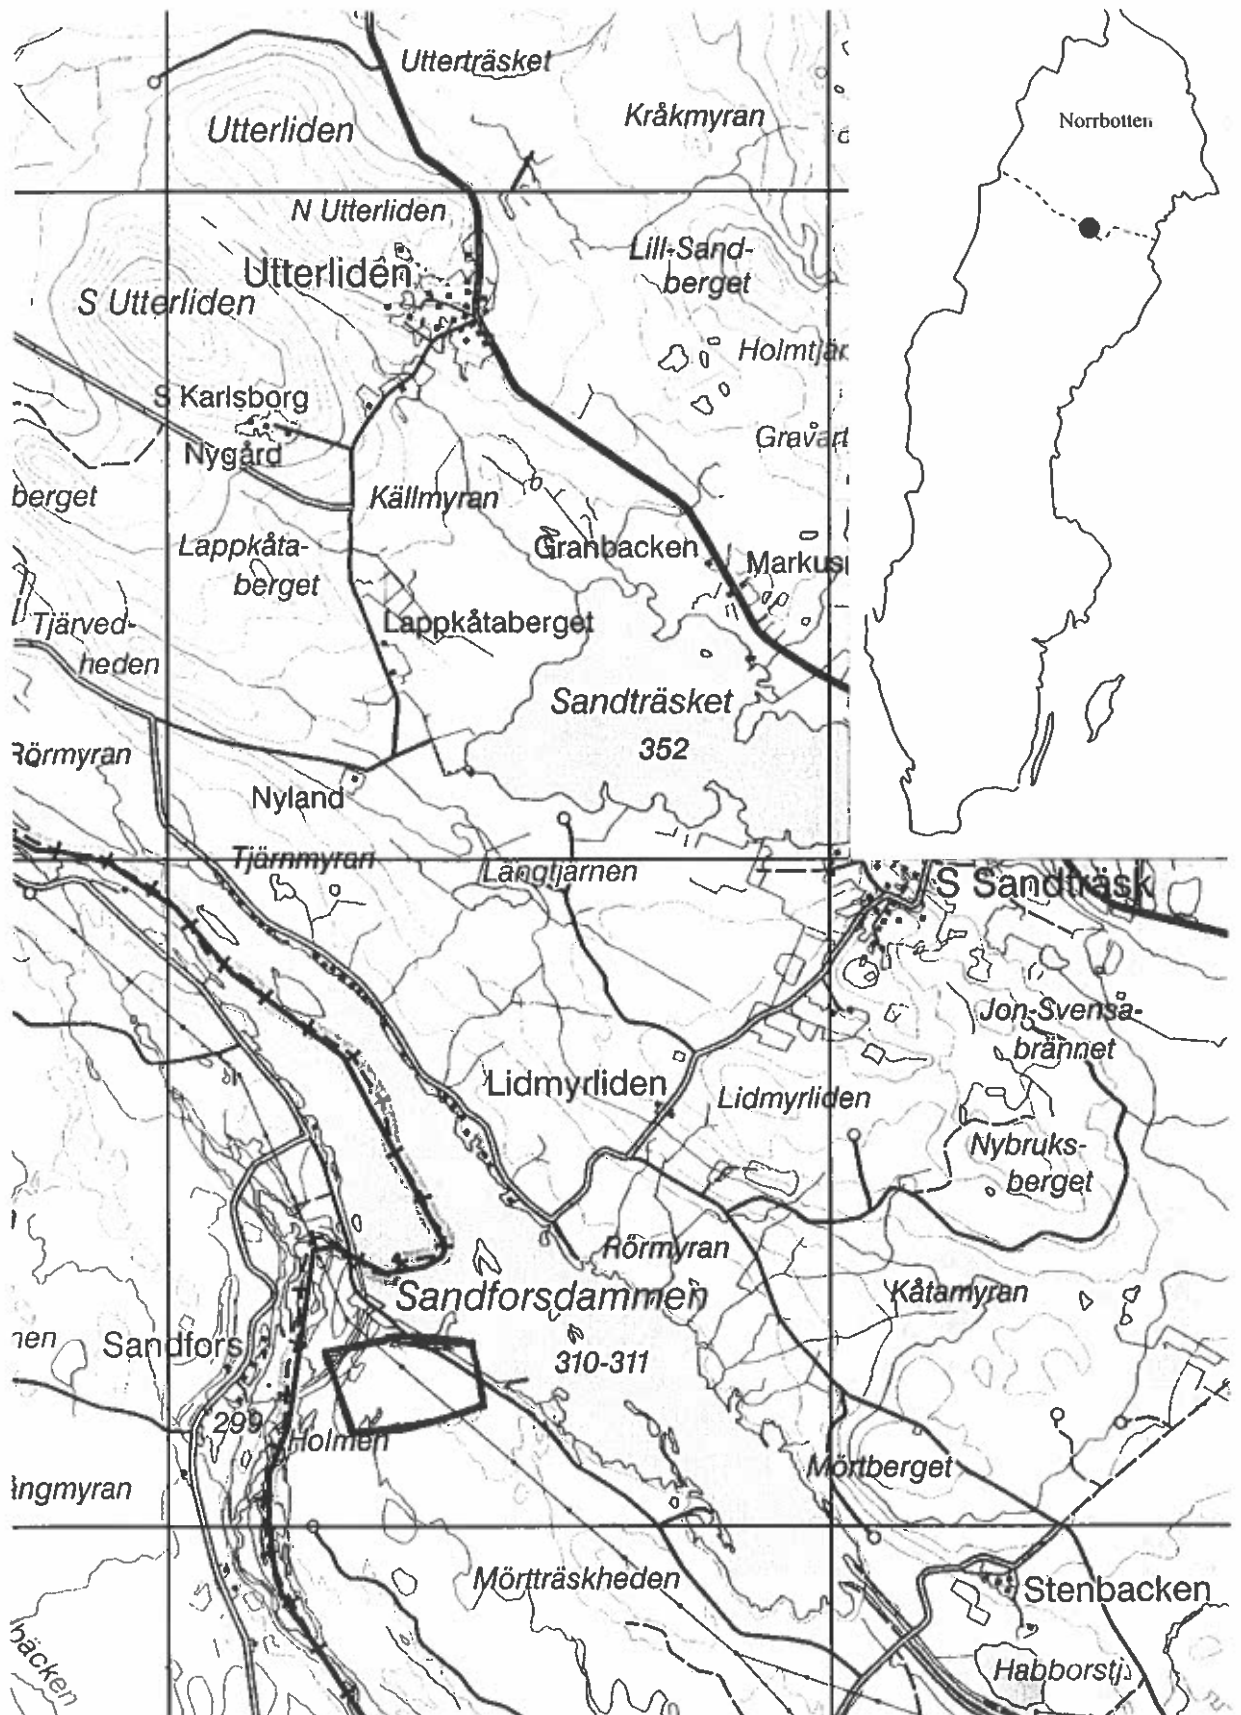 Utterträsket
Kråkmyran
Utterliden
Norrbotten
N Utterliden
Lill-Sand-
berget
Utterliden
S Utterliden
Holmtjär
S Karlsborg
Gravart
Nygård
berget
Källmyran
Lappkåta-
berget
Granbacken
Markus
Tjärved-
heden
Lappkåtaberget
Sandträsket
352
Rörmyran
Nyland
Tjärnmyran
Långtjärnen
S Sandträsk
Jon-Svenså-
brännet
Lidmyrliden
Lidmyrliden
Nybruks-
berget
Rörmyran
Sandforsdammen
310-311
Kåtamyran
nen
Sandfors
299
Holmen
Mörtberget
ingmyran
Mörtträskheden
Stenbacken
Habborstj.
bäcken